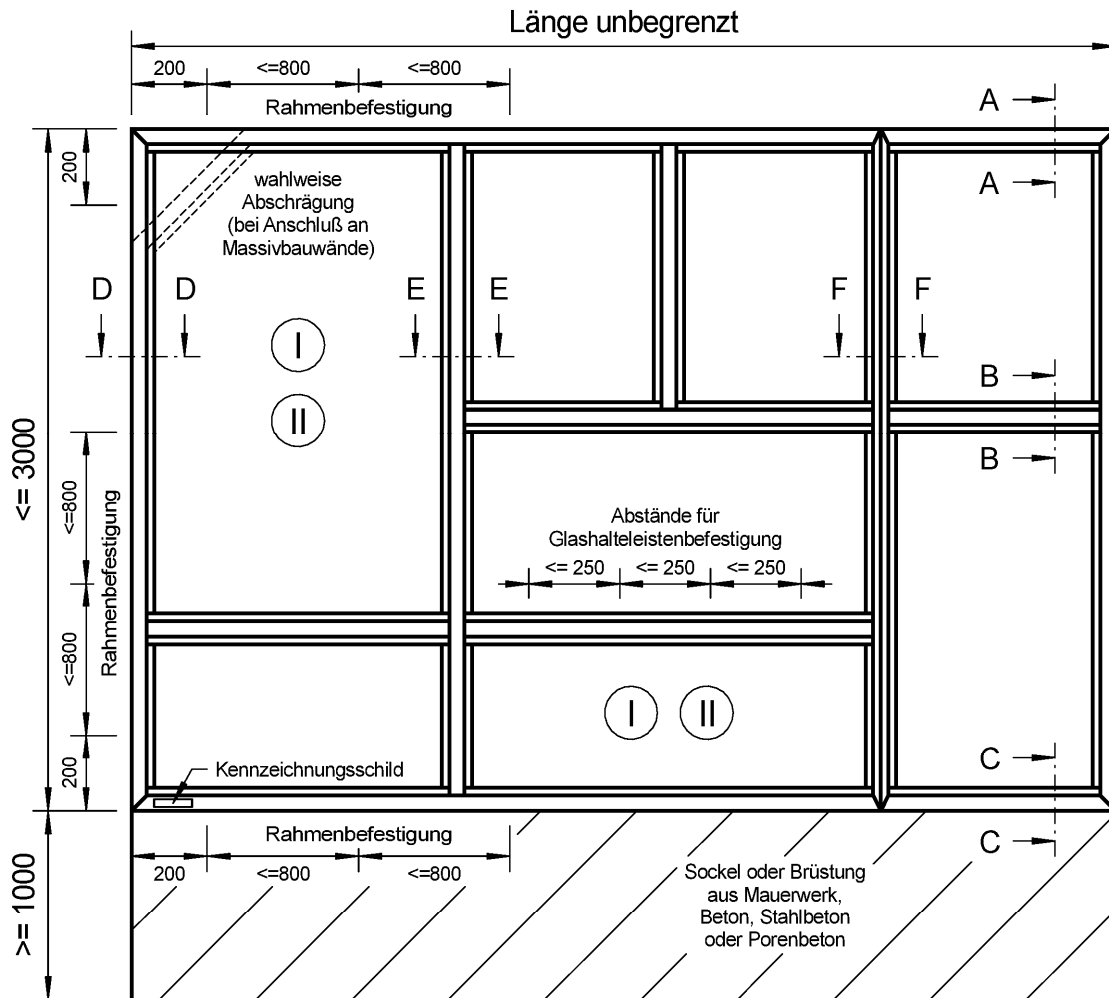 Länge unbegrenzt
200
<=800
<=800
Rahmenbefestigung
A
A
200
wahlweise
Abschrägung
(bei Anschluß an
Massivbauwände)
D
D
E
E
F
F
I
II
B
B
<= 3000
<=800
<=800
Rahmenbefestigung
200
Abstände für
Glashalteleistenbefestigung
<= 250
<= 250
<= 250
I
II
Kennzeichnungsschild
C
C
>= 1000
Rahmenbefestigung
200
<=800
<=800
Sockel oder Brüstung
aus Mauerwerk,
Beton, Stahlbeton
oder Porenbeton